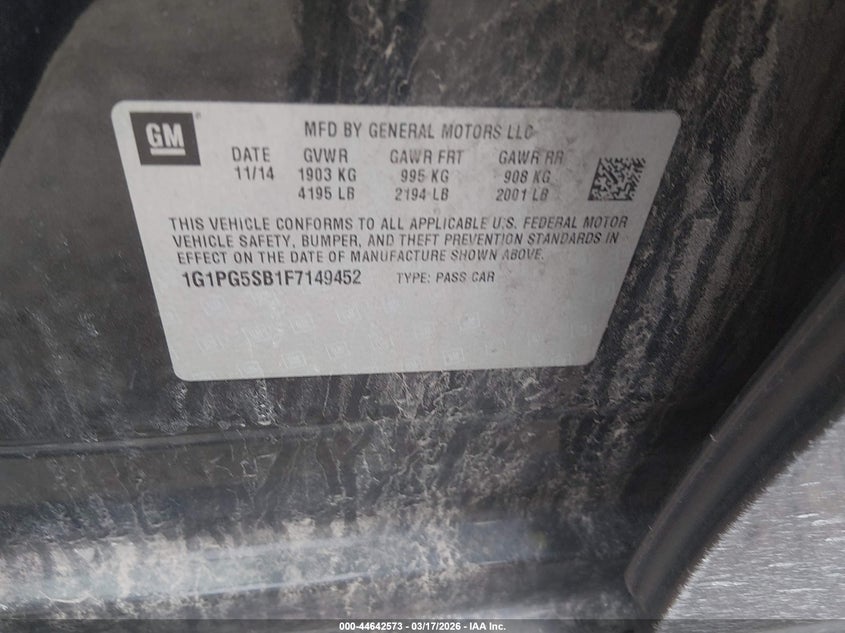 GM ®
MFD BY GENERAL MOTORS LLC
DATE GVWR GAWR FRT GAWR RR
11/14 1903 KG 995 KG 908 KG
4195 LB 2194 LB 2001 LB
THIS VEHICLE CONFORMS TO ALL APPLICABLE U.S. FEDERAL MOTOR
VEHICLE SAFETY, BUMPER, AND THEFT PREVENTION STANDARDS IN
EFFECT ON THE DATE OF MANUFACTURE SHOWN ABOVE.
1G1PG5SB1F7149452 TYPE: PASS CAR
000-44642573 — 03/17/2026 — IAA Inc.